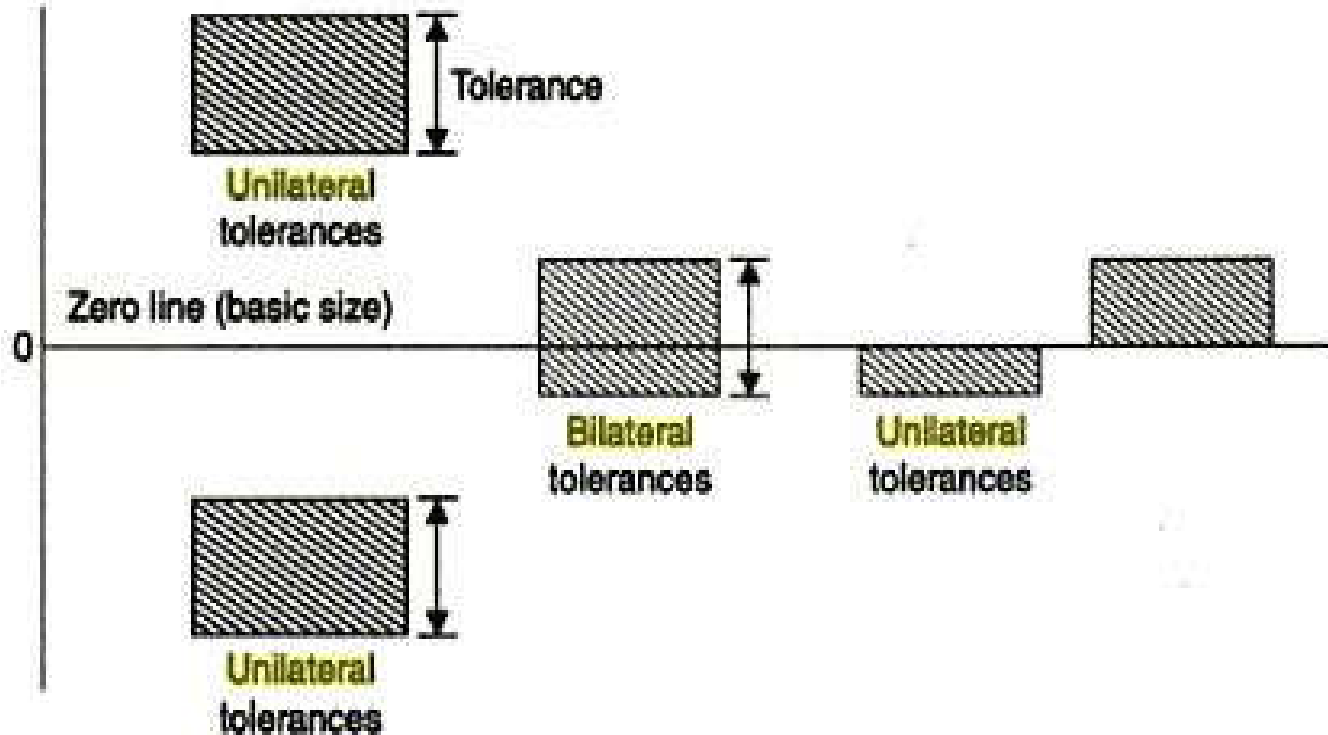 Tolerance
Unilateral
tolerances
Zero line (basic size)
0
Bilateral
tolerances
Unilateral
tolerances
Unilateral
tolerances